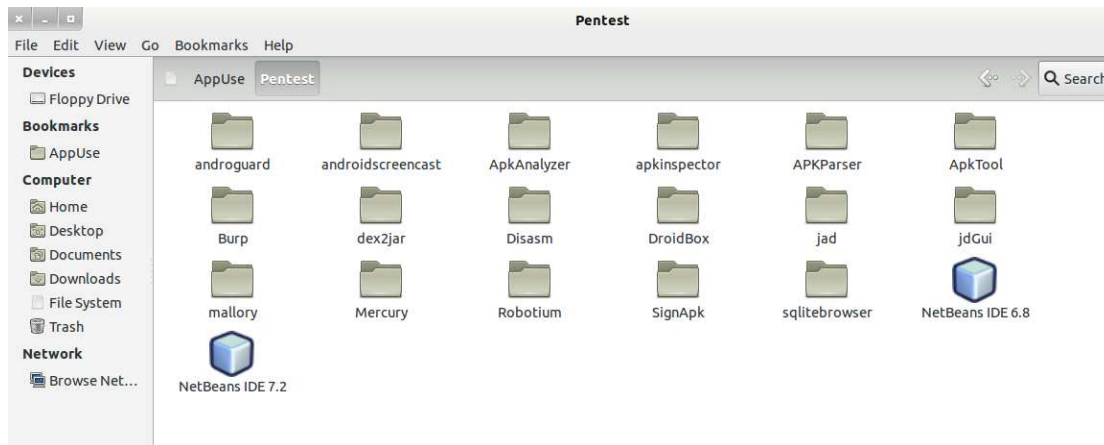 Pentest
File Edit View Go Bookmarks Help
Devices
Floppy Drive
Bookmarks
AppUse
Computer
Home
Desktop
Documents
Downloads
File System
Trash
Network
Browse Net...
AppUse Pentest
Search
androguard androidscreencast ApkAnalyzer apkinspector APKParser ApkTool
Burp dex2jar Disasm DroidBox jad jdGui
mallory Mercury Robotium SignApk sqlitebrowser NetBeans IDE 6.8
NetBeans IDE 7.2